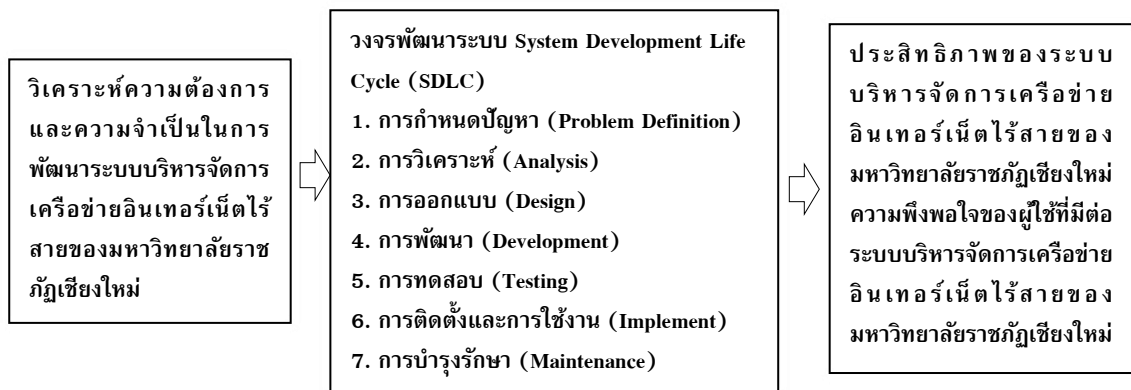 วิเคราะห์ความต้องการ
และความจำเป็นในการ
พัฒนาระบบบริหารจัดการ
เครือข่ายอินเทอร์เน็ตไร้
สายของมหาวิทยาลัยราช
ภัฏเชียงใหม่
วงจรพัฒนาระบบ System Development Life
Cycle (SDLC)
1. การกำหนดปัญหา (Problem Definition)
2. การวิเคราะห์ (Analysis)
3. การออกแบบ (Design)
4. การพัฒนา (Development)
5. การทดสอบ (Testing)
6. การติดตั้งและการใช้งาน (Implement)
7. การบำรุงรักษา (Maintenance)
ประสิทธิภาพของระบบ
บริหารจัดการเครือข่าย
อินเทอร์เน็ตไร้สายของ
มหาวิทยาลัยราชภัฏเชียงใหม่
ความพึงพอใจของผู้ใช้ที่มีต่อ
ระบบบริหารจัดการเครือข่าย
อินเทอร์เน็ตไร้สายของ
มหาวิทยาลัยราชภัฏเชียงใหม่